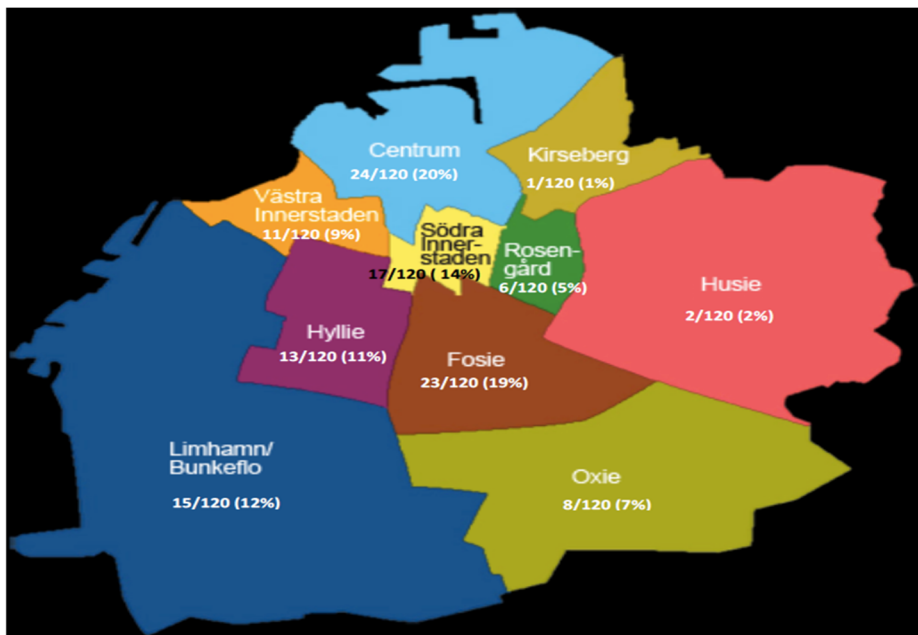 Centrum
24/120 (20%)
Kirseberg
1/120 (1%)
Västra
Innerstaden
11/120 (9%)
Södra
Inner-
staden
17/120 ( 14%)
Rosen-
gård
6/120 (5%)
Husie
2/120 (2%)
Hyllie
13/120 (11%)
Fosie
23/120 (19%)
Limhamn/
Bunkeflo
15/120 (12%)
Oxie
8/120 (7%)